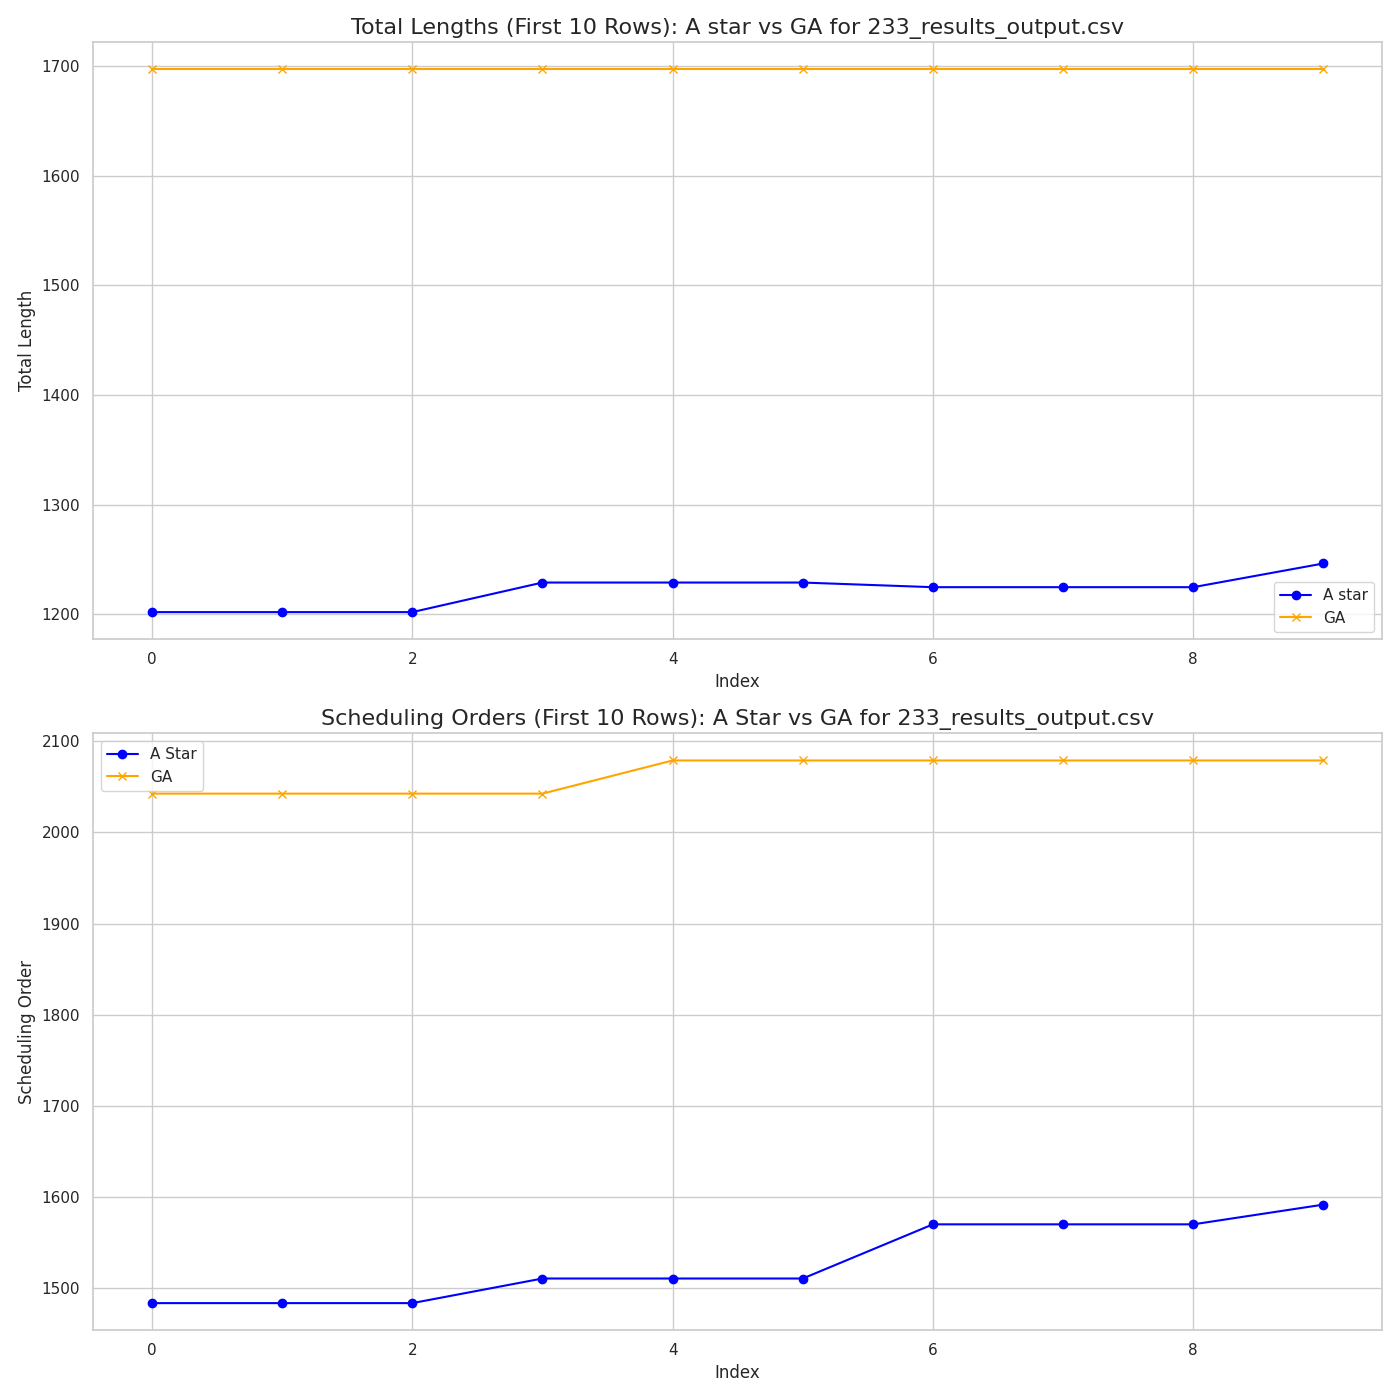 Total Lengths (First 10 Rows): A star vs GA for 233_results_output.csv
1700
1600
1500
1400
1300
1200
Total Length
A star
GA
0 2 4 6 8
Index
Scheduling Orders (First 10 Rows): A Star vs GA for 233_results_output.csv
2100
A Star
GA
2000
1900
1800
1700
1600
1500
Scheduling Order
0 2 4 6 8
Index